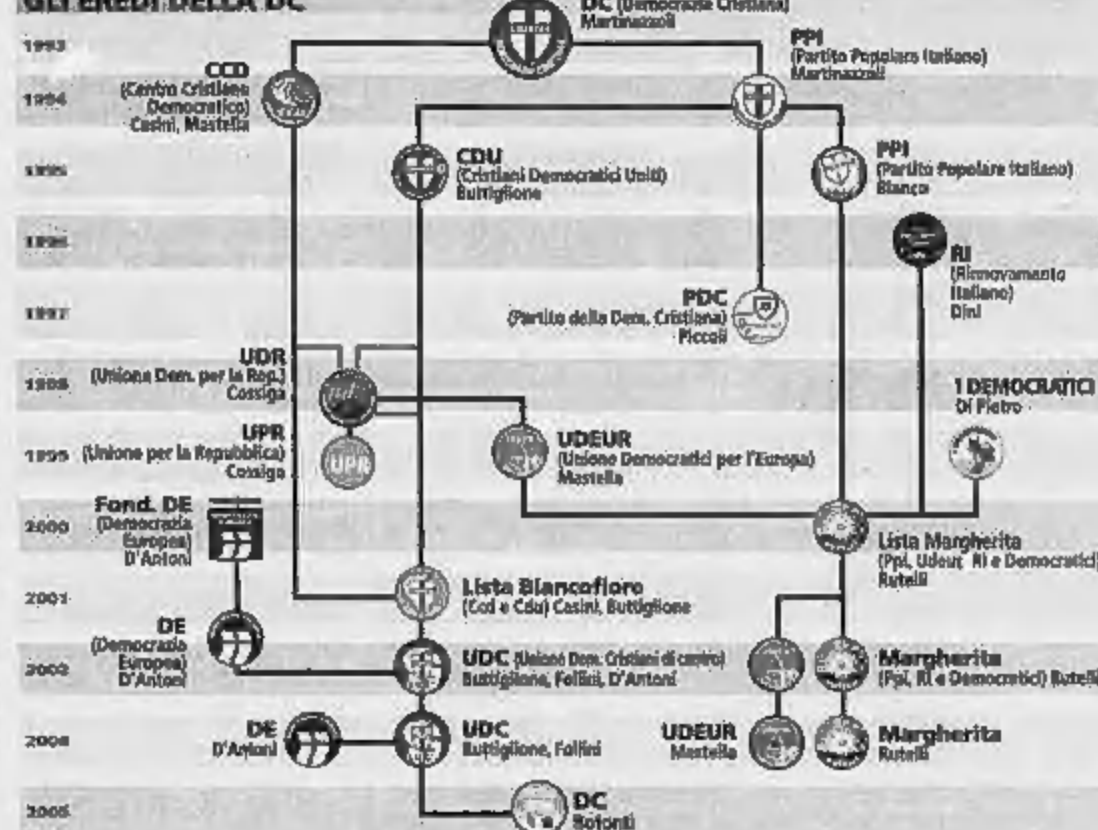 GLI EREDI DELLA DC
DC (Democrazia Cristiana)
Martinazzoli
1993
PPI
(Partito Popolare Italiano)
Martinazzoli
CCD
(Centro Cristiano
Democratico)
Casini, Mastella
1994
CDU
(Cristiani Democratici Uniti)
Buttiglione
PPI
(Partito Popolare Italiano)
Bianco
1995
1996
RI
(Rinnovamento
Italiano)
Dini
PDC
(Partito della Dem. Cristiana)
Piccoli
1997
UDR
(Unione Dem. per la Rep.)
Cossiga
1998
I DEMOCRATICI
Di Pietro
UPR
(Unione per la Repubblica)
Cossiga
UPR
1999
UDEUR
(Unione Democratici per l'Europa)
Mastella
Fond. DE
(Democrazia
Europea)
D'Antoni
2000
Lista Margherita
(Ppi, Udeur, RI e Democratici)
Rutelli
2001
Lista Biancofiore
(Ccd e Cdu) Casini, Buttiglione
DE
(Democrazia
Europea)
D'Antoni
2002
UDC (Unione Dem. Cristiani di centro)
Buttiglione, Follini, D'Antoni
Margherita
(Ppi, RI e Democratici) Rutelli
DE
D'Antoni
UDC
Buttiglione, Follini
UDEUR
Mastella
Margherita
Rutelli
2004
2005
DC
Rotondi